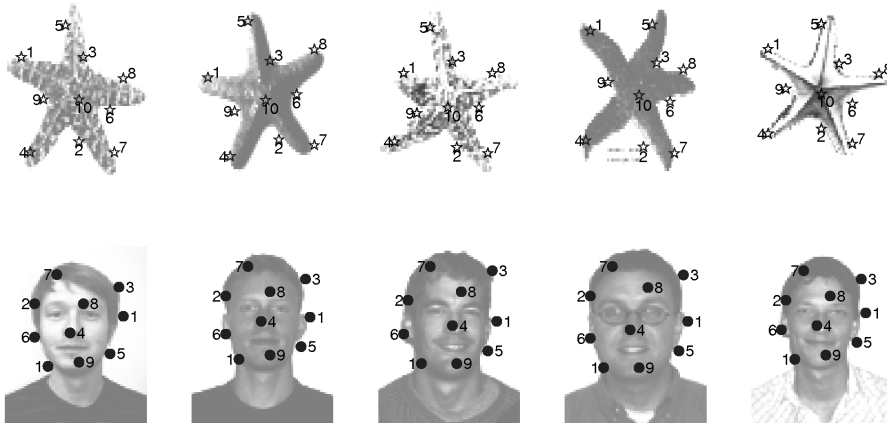 5 5 5 1 5
1 3 8 3 8 1 3 8 3 8 1 3 8
9 10 6 9 10 6 9 10 6 9 10 6 9 10 6
4 2 7 4 2 7 4 2 7 4 2 7 4 2 7
7 3 7 3 7 3 7 3 7 3
2 8 2 8 2 8 2 8 2 8
4 1 4 1 4 1 4 1 4 1
6 5 6 5 6 5 6 5 6 5
1 9 1 9 1 9 1 9 1 9